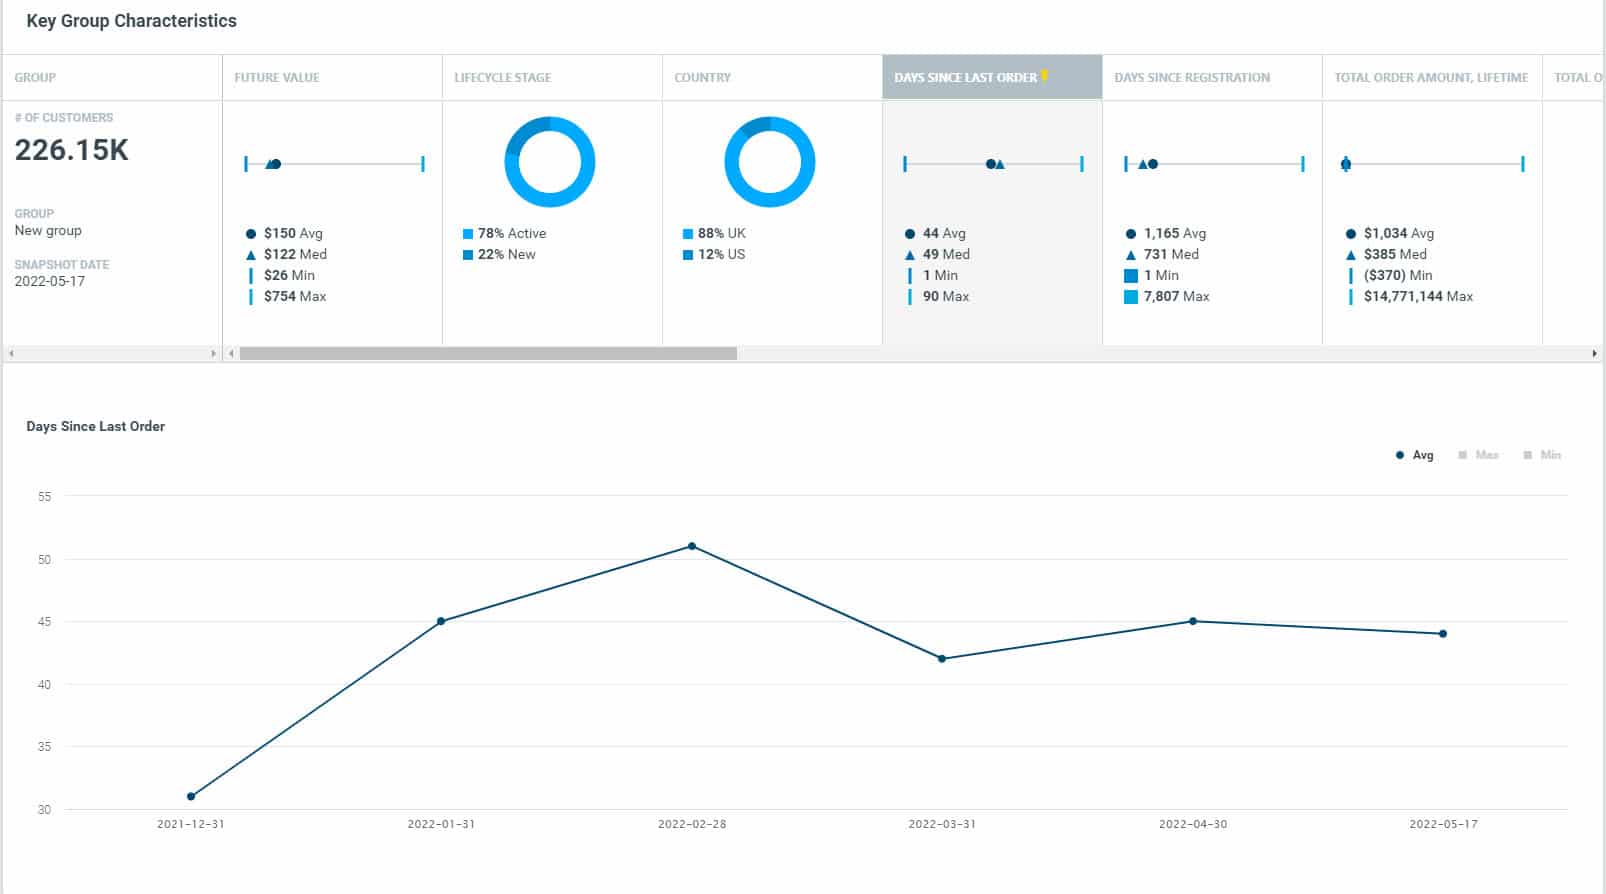 Key Group Characteristics
GROUP
FUTURE VALUE
LIFECYCLE STAGE
COUNTRY
DAYS SINCE LAST ORDER
DAYS SINCE REGISTRATION
TOTAL ORDER AMOUNT, LIFETIME
TOTAL O
# OF CUSTOMERS
226.15K
GROUP
New group
SNAPSHOT DATE
2022-05-17
$150 Avg
$122 Med
$26 Min
$754 Max
78% Active
22% New
88% UK
12% US
44 Avg
49 Med
1 Min
90 Max
1,165 Avg
731 Med
1 Min
7,807 Max
$1,034 Avg
$385 Med
($370) Min
$14,771,144 Max
Days Since Last Order
Avg Max Min
55
50
45
40
35
30
2021-12-31 2022-01-31 2022-02-28 2022-03-31 2022-04-30 2022-05-17